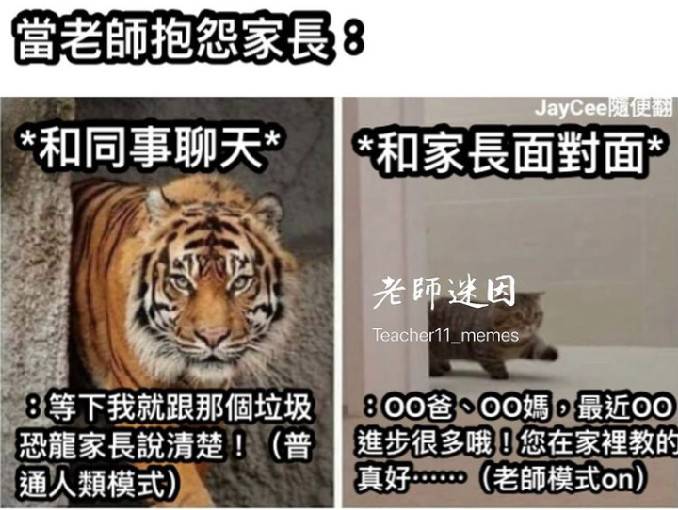 當老師抱怨家長：
*和同事聊天*
：等下我就跟那個垃圾
恐龍家長說清楚！（普
通人類模式）
JayCee隨便翻
*和家長面對面*
老師迷因
Teacher11_memes
：OO爸、OO媽，最近OO
進步很多哦！您在家裡教的
真好⋯⋯（老師模式on）